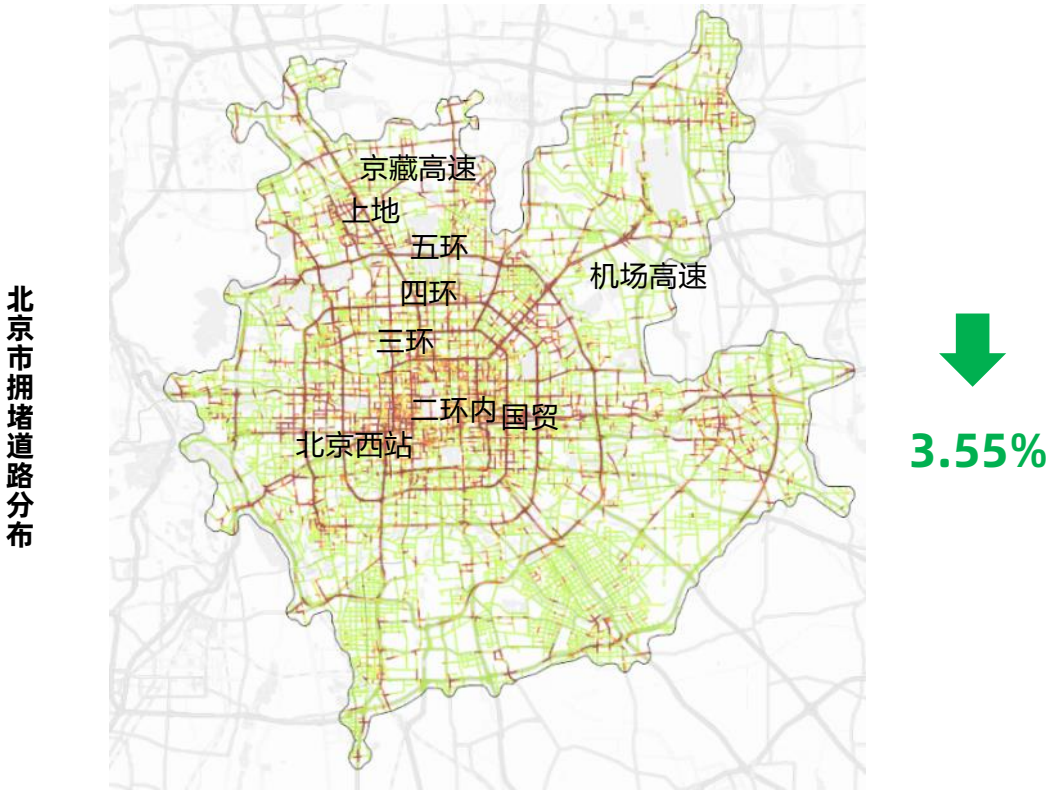 北京市拥堵道路分布
京藏高速
上地
五环
机场高速
四环
三环
二环内
国贸
北京西站
3.55%